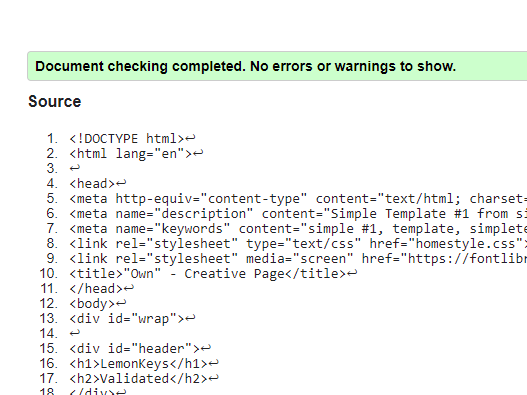 Document checking completed. No errors or warnings to show.
Source
1. <!DOCTYPE html>↩
2. <html lang="en">↩
3. ↩
4. <head>↩
5. <meta http-equiv="content-type" content="text/html; charset=
6. <meta name="description" content="Simple Template #1 from si
7. <meta name="keywords" content="simple #1, template, simplete
8. <link rel="stylesheet" type="text/css" href="homestyle.css">
9. <link rel="stylesheet" media="screen" href="https://fontlibr
10. <title>"Own" - Creative Page</title>↩
11. </head>↩
12. <body>↩
13. <div id="wrap">↩
14. ↩
15. <div id="header">↩
16. <h1>LemonKeys</h1>↩
17. <h2>Validated</h2>↩
18. </div>↩